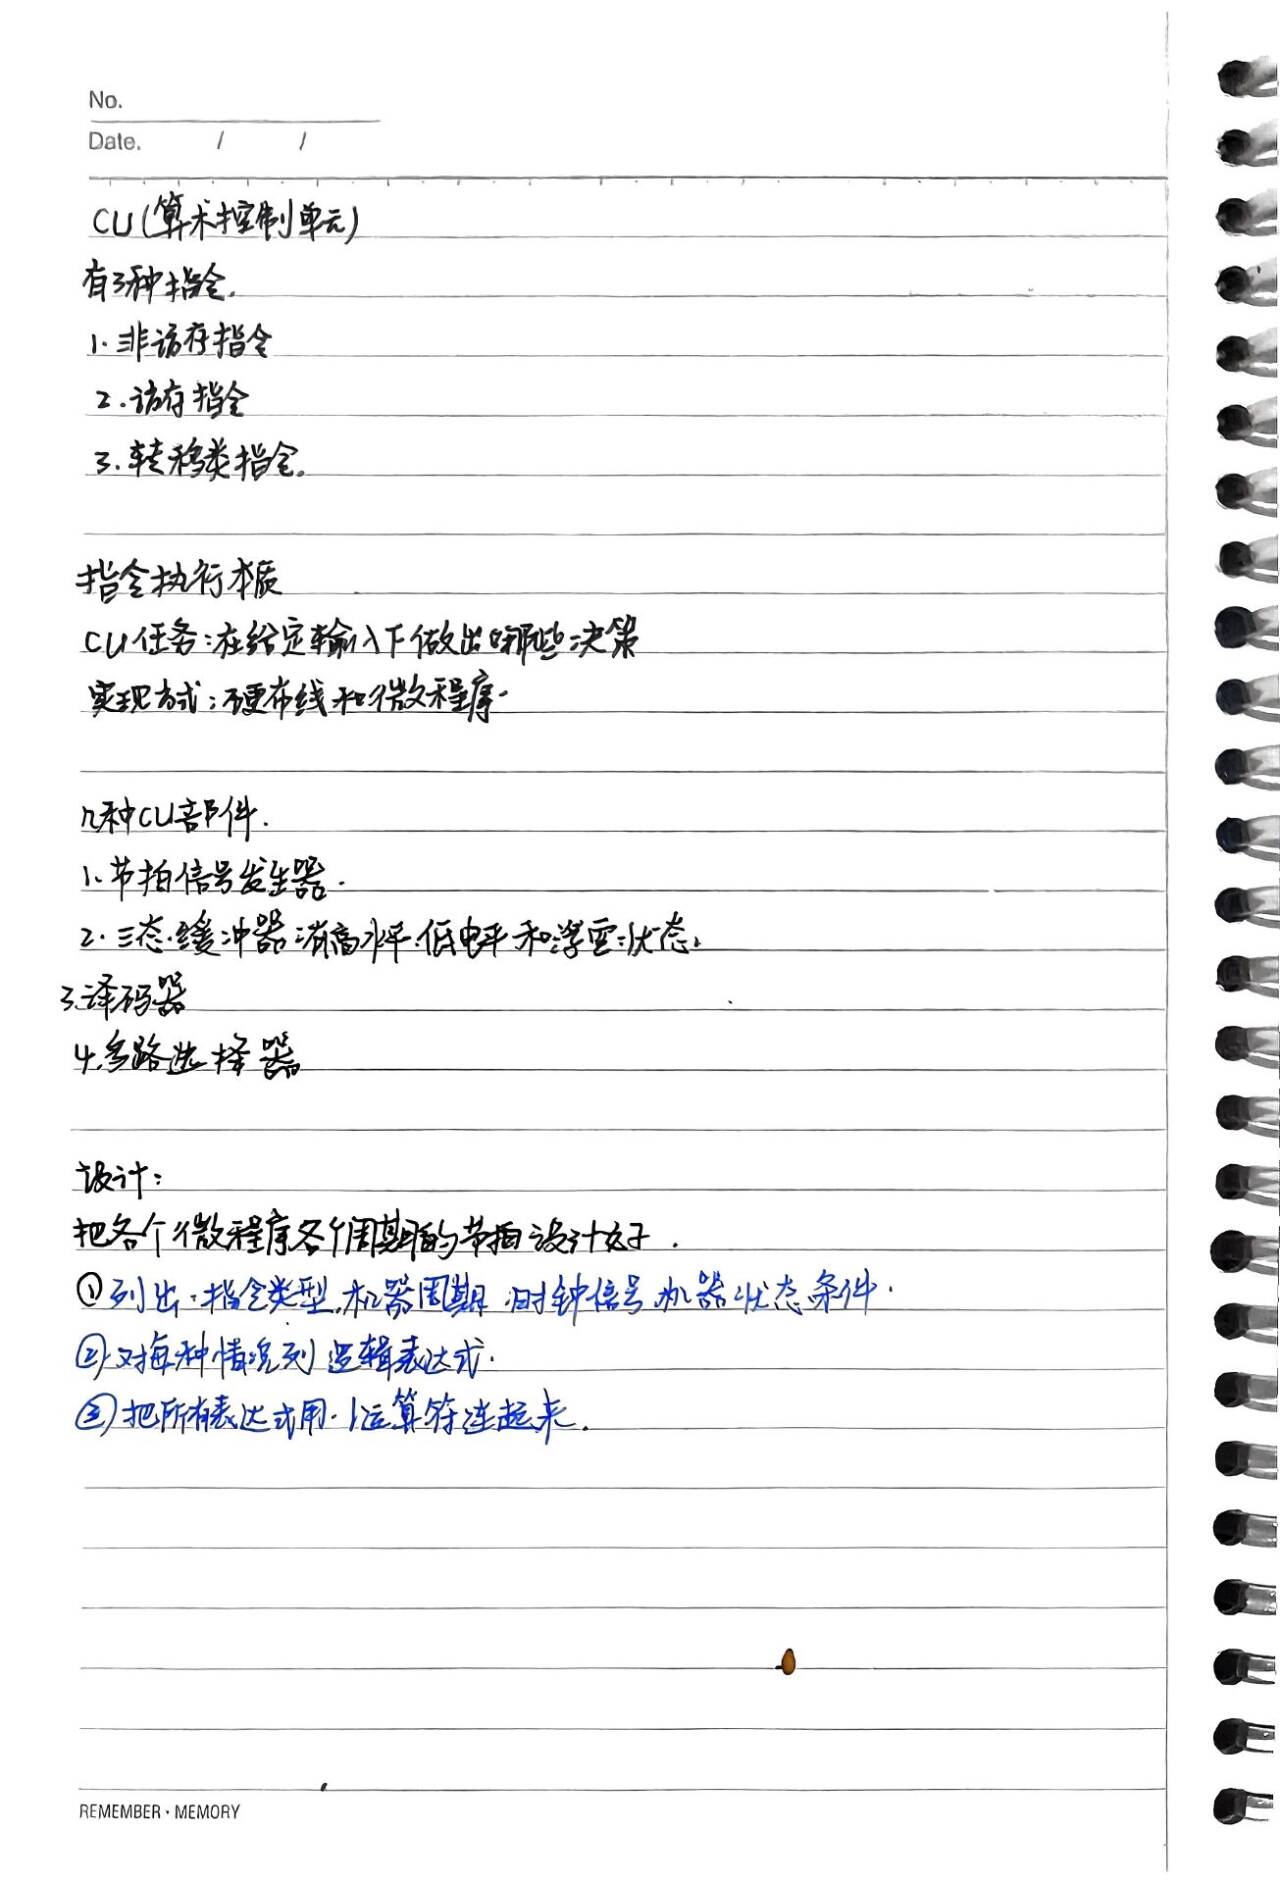 No.
Date. / /
CU(算术控制单元)
有3种指令.
1.非访存指令
2.访存指令
3.转移类指令.
指令执行本质
CU任务:在给定输入下做出哪些决策
实现方式:硬布线和微程序.
几种CU部件.
1.节拍信号发生器.
2.三态缓冲器 有高水平.低电平和浮空状态.
3.译码器
4.多路选择器
设计:
把各个微程序各个周期的节拍设计好.
①列出.指令类型.机器周期.时钟信号.机器状态条件.
②对每种情况列逻辑表达式.
③把所有表达式用.|运算符连起来.
REMEMBER · MEMORY